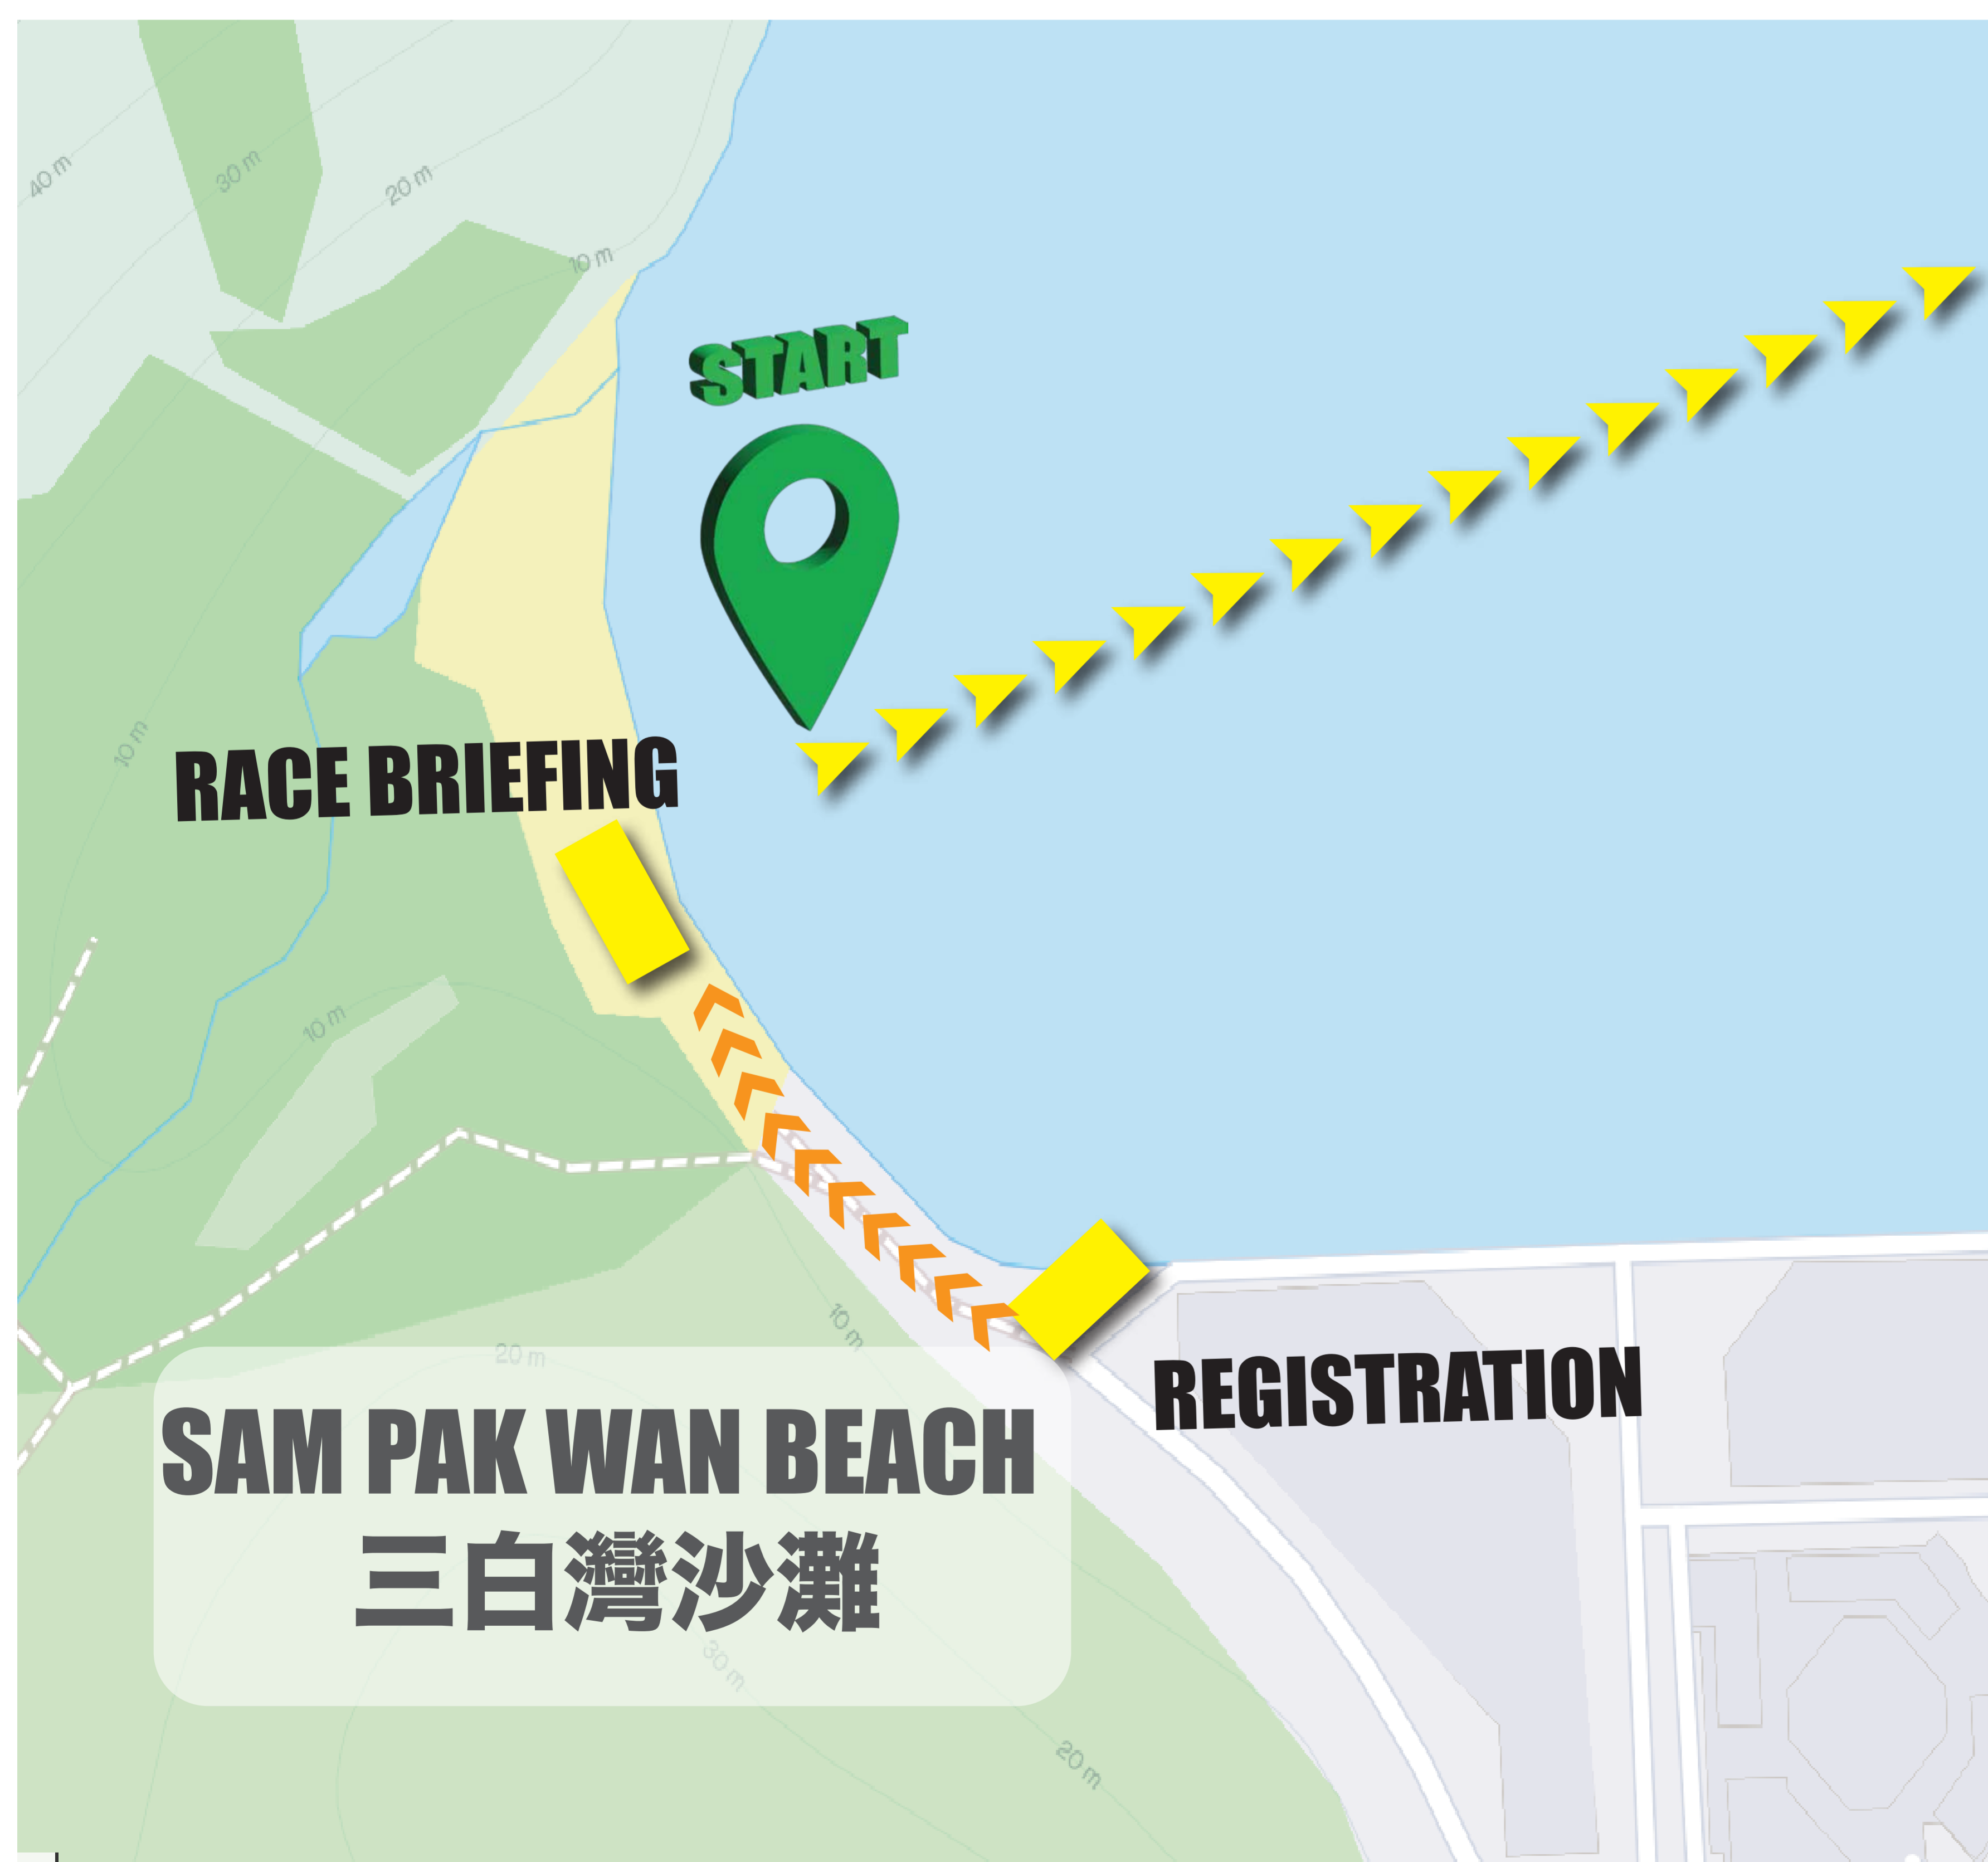 40 m
30 m
20 m
10 m
START
10 m
RACE BRIEFING
10 m
10 m
20 m
REGISTRATION
SAM PAK WAN BEACH
三白灣沙灘
30 m
20 m